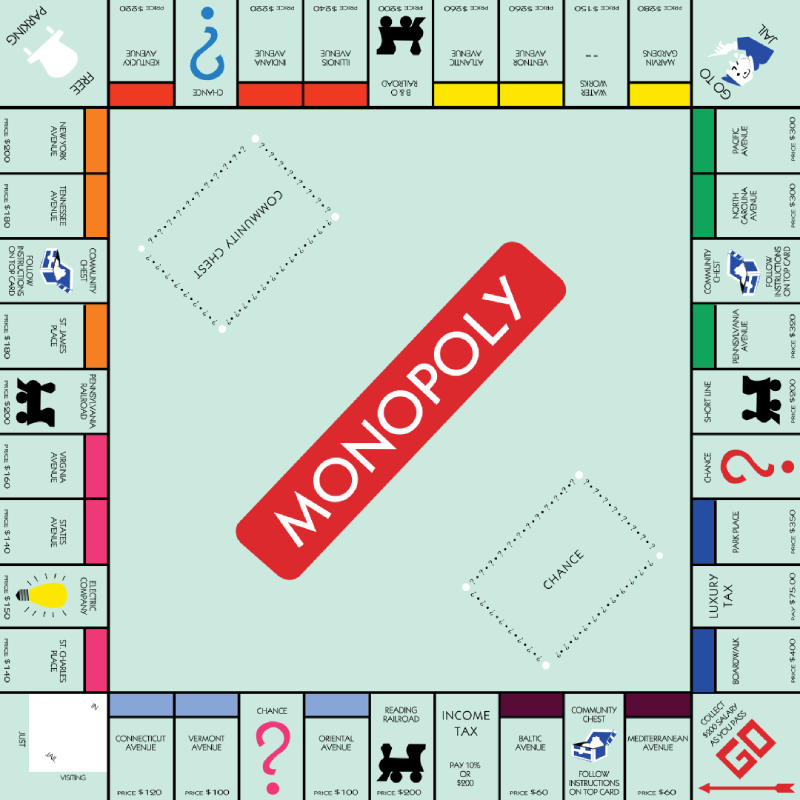 FREE
PARKING
KENTUCKY
AVENUE
PRICE $220
CHANCE
INDIANA
AVENUE
PRICE $220
ILLINOIS
AVENUE
PRICE $240
B & O
RAILROAD
PRICE $200
ATLANTIC
AVENUE
PRICE $260
VENTNOR
AVENUE
PRICE $260
WATER
WORKS
PRICE $150
MARVIN
GARDENS
PRICE $280
GO TO
JAIL
PACIFIC
AVENUE
PRICE $300
NORTH
CAROLINA
AVENUE
PRICE $300
COMMUNITY
CHEST
FOLLOW
INSTRUCTIONS
ON TOP CARD
PENNSYLVANIA
AVENUE
PRICE $320
SHORT LINE
PRICE $200
CHANCE
PARK PLACE
PRICE $350
LUXURY
TAX
PAY $75.00
BOARDWALK
PRICE $400
COLLECT
$200 SALARY
AS YOU PASS
GO
MEDITERRANEAN
AVENUE
PRICE $60
COMMUNITY
CHEST
FOLLOW
INSTRUCTIONS
ON TOP CARD
BALTIC
AVENUE
PRICE $60
INCOME
TAX
PAY 10%
OR
$200
READING
RAILROAD
PRICE $200
ORIENTAL
AVENUE
PRICE $100
CHANCE
VERMONT
AVENUE
PRICE $100
CONNECTICUT
AVENUE
PRICE $120
JUST
VISITING
IN
ST. CHARLES
PLACE
PRICE $140
ELECTRIC
COMPANY
PRICE $150
STATES
AVENUE
PRICE $140
VIRGINIA
AVENUE
PRICE $160
PENNSYLVANIA
RAILROAD
PRICE $200
ST. JAMES
PLACE
PRICE $180
COMMUNITY
CHEST
FOLLOW
INSTRUCTIONS
ON TOP CARD
TENNESSEE
AVENUE
PRICE $180
NEW YORK
AVENUE
PRICE $200
COMMUNITY CHEST
MONOPOLY
CHANCE